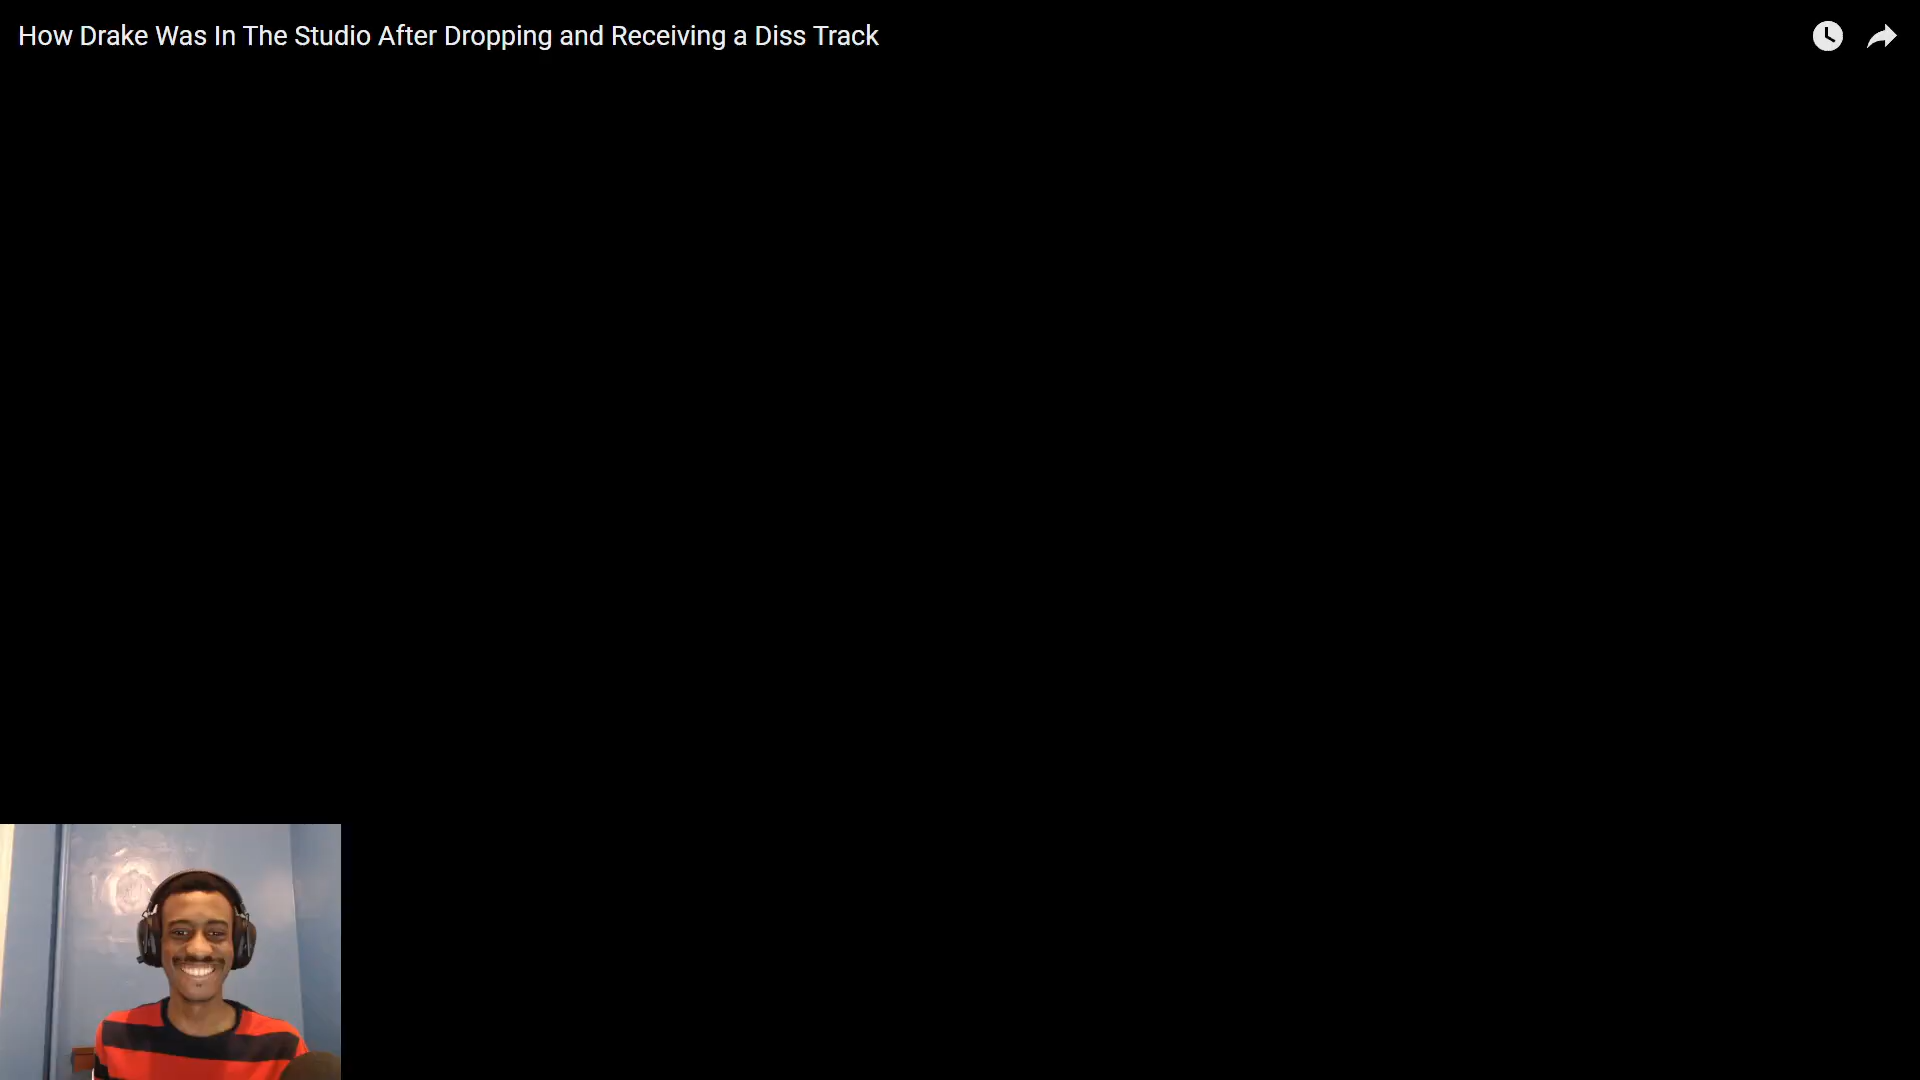 How Drake Was In The Studio After Dropping and Receiving a Diss Track